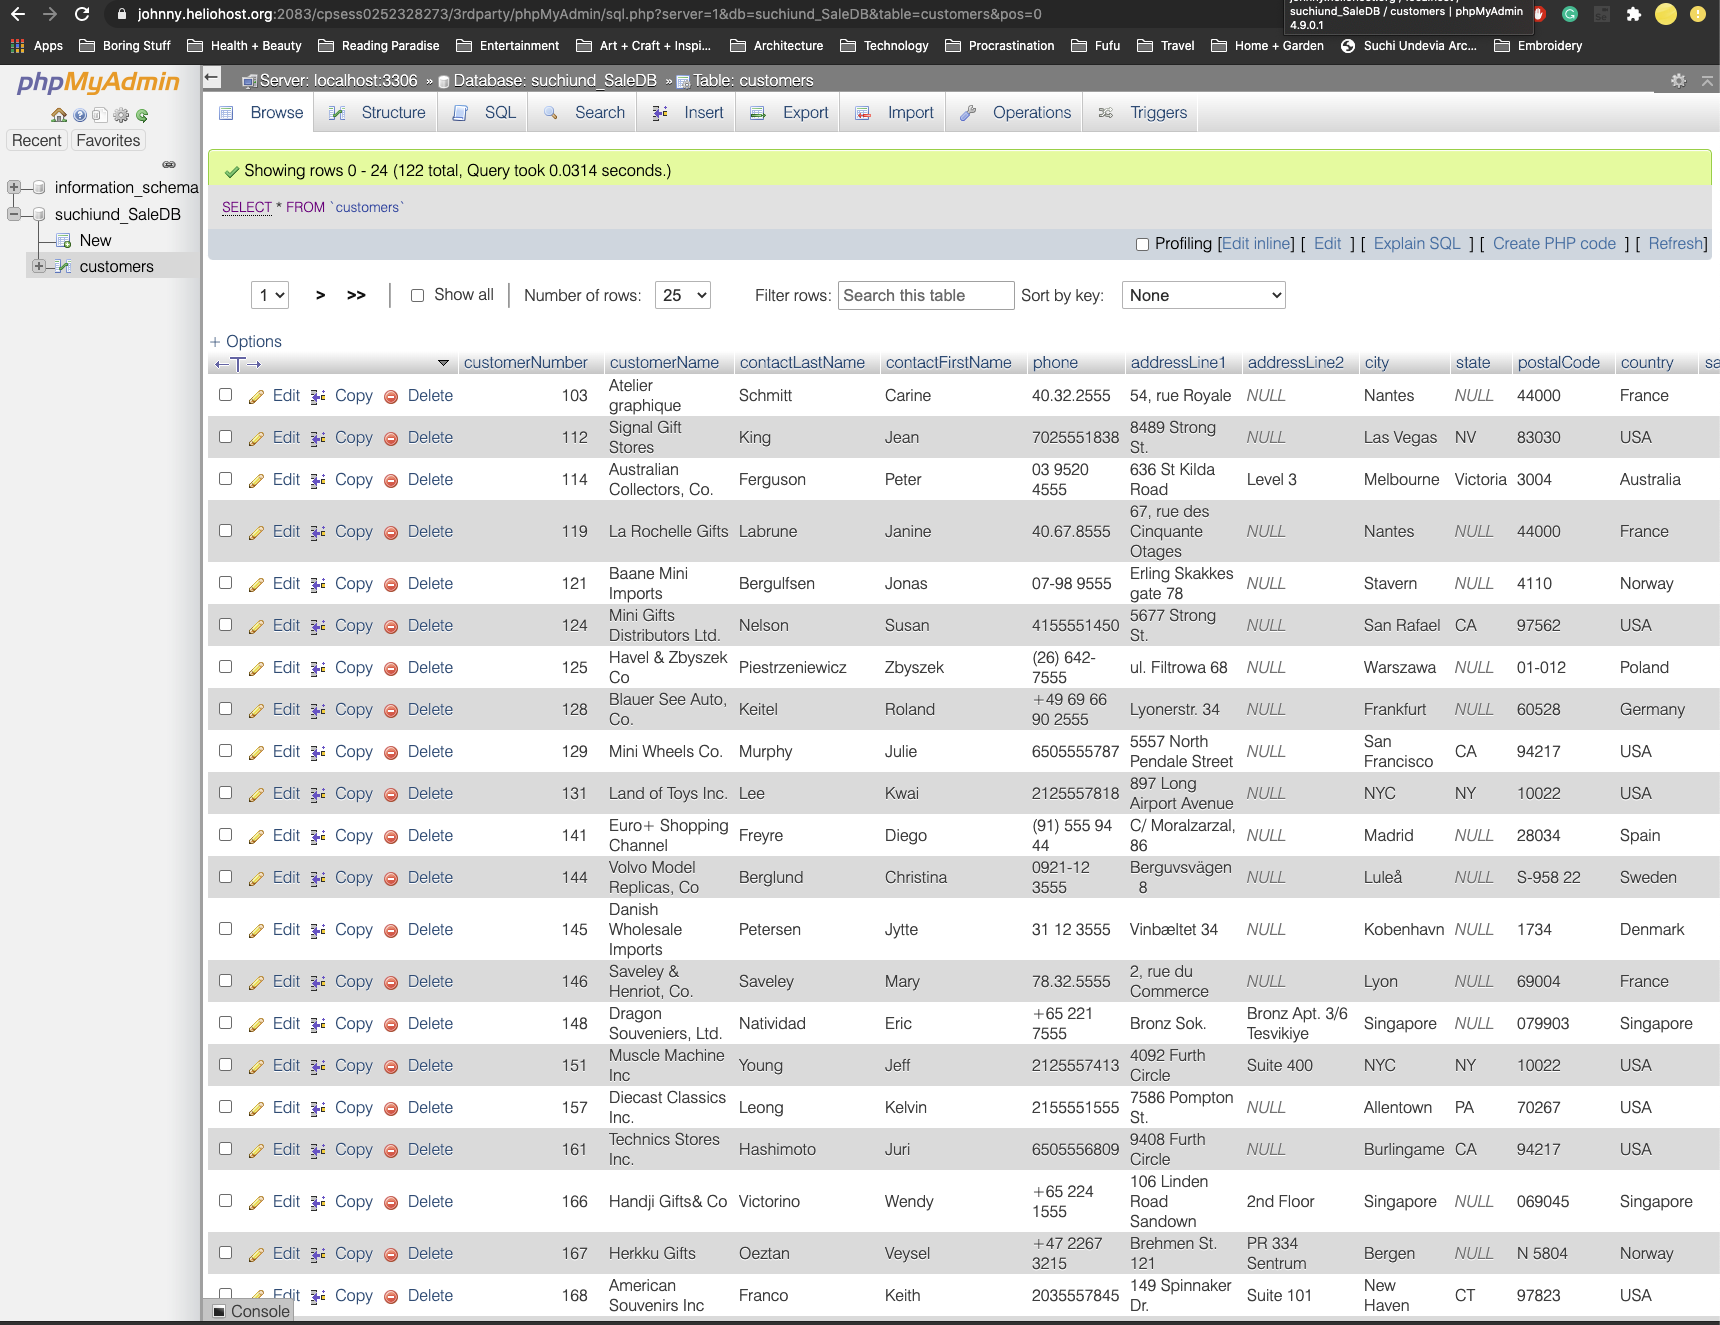 johnny.heliohost.org:2083/cpsess0252328273/3rdparty/phpMyAdmin/sql.php?server=1&db=suchiund_SaleDB&table=customers&pos=0
suchiund_SaleDB / customers | phpMyAdmin
4.9.0.1
Apps Boring Stuff Health + Beauty Reading Paradise Entertainment Art + Craft + Inspi... Architecture Technology Procrastination Fufu Travel Home + Garden Suchi Undevia Arc... Embroidery
phpMyAdmin
Recent Favorites
information_schema
suchiund_SaleDB
New
customers
Server: localhost:3306 » Database: suchiund_SaleDB » Table: customers
Browse Structure SQL Search Insert Export Import Operations Triggers
Showing rows 0 - 24 (122 total, Query took 0.0314 seconds.)
SELECT * FROM `customers`
Profiling [Edit inline] [ Edit ] [ Explain SQL ] [ Create PHP code ] [ Refresh]
1 > >> | Show all | Number of rows: 25 Filter rows: Search this table Sort by key: None
+ Options
←T→ customerNumber customerName contactLastName contactFirstName phone addressLine1 addressLine2 city state postalCode country sa
Edit Copy Delete 103 Atelier graphique Schmitt Carine 40.32.2555 54, rue Royale NULL Nantes NULL 44000 France
Edit Copy Delete 112 Signal Gift Stores King Jean 7025551838 8489 Strong St. NULL Las Vegas NV 83030 USA
Edit Copy Delete 114 Australian Collectors, Co. Ferguson Peter 03 9520 4555 636 St Kilda Road Level 3 Melbourne Victoria 3004 Australia
Edit Copy Delete 119 La Rochelle Gifts Labrune Janine 40.67.8555 67, rue des Cinquante Otages NULL Nantes NULL 44000 France
Edit Copy Delete 121 Baane Mini Imports Bergulfsen Jonas 07-98 9555 Erling Skakkes gate 78 NULL Stavern NULL 4110 Norway
Edit Copy Delete 124 Mini Gifts Distributors Ltd. Nelson Susan 4155551450 5677 Strong St. NULL San Rafael CA 97562 USA
Edit Copy Delete 125 Havel & Zbyszek Co Piestrzeniewicz Zbyszek (26) 642-7555 ul. Filtrowa 68 NULL Warszawa NULL 01-012 Poland
Edit Copy Delete 128 Blauer See Auto, Co. Keitel Roland +49 69 66 90 2555 Lyonerstr. 34 NULL Frankfurt NULL 60528 Germany
Edit Copy Delete 129 Mini Wheels Co. Murphy Julie 6505555787 5557 North Pendale Street NULL San Francisco CA 94217 USA
Edit Copy Delete 131 Land of Toys Inc. Lee Kwai 2125557818 897 Long Airport Avenue NULL NYC NY 10022 USA
Edit Copy Delete 141 Euro+ Shopping Channel Freyre Diego (91) 555 94 44 C/ Moralzarzal, 86 NULL Madrid NULL 28034 Spain
Edit Copy Delete 144 Volvo Model Replicas, Co Berglund Christina 0921-12 3555 Berguvsvägen 8 NULL Luleå NULL S-958 22 Sweden
Edit Copy Delete 145 Danish Wholesale Imports Petersen Jytte 31 12 3555 Vinbæltet 34 NULL Kobenhavn NULL 1734 Denmark
Edit Copy Delete 146 Saveley & Henriot, Co. Saveley Mary 78.32.5555 2, rue du Commerce NULL Lyon NULL 69004 France
Edit Copy Delete 148 Dragon Souveniers, Ltd. Natividad Eric +65 221 7555 Bronz Sok. Bronz Apt. 3/6 Tesvikiye Singapore NULL 079903 Singapore
Edit Copy Delete 151 Muscle Machine Inc Young Jeff 2125557413 4092 Furth Circle Suite 400 NYC NY 10022 USA
Edit Copy Delete 157 Diecast Classics Inc. Leong Kelvin 2155551555 7586 Pompton St. NULL Allentown PA 70267 USA
Edit Copy Delete 161 Technics Stores Inc. Hashimoto Juri 6505556809 9408 Furth Circle NULL Burlingame CA 94217 USA
Edit Copy Delete 166 Handji Gifts& Co Victorino Wendy +65 224 1555 106 Linden Road Sandown 2nd Floor Singapore NULL 069045 Singapore
Edit Copy Delete 167 Herkku Gifts Oeztan Veysel +47 2267 3215 Brehmen St. 121 PR 334 Sentrum Bergen NULL N 5804 Norway
Edit Copy Delete 168 American Souvenirs Inc Franco Keith 2035557845 149 Spinnaker Dr. Suite 101 New Haven CT 97823 USA
Console